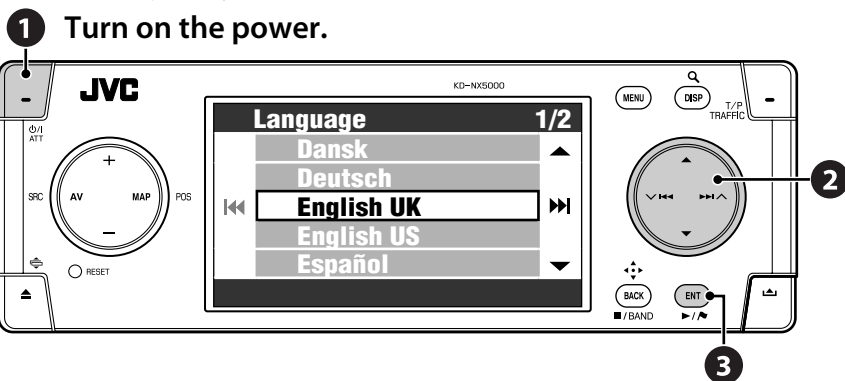 1 Turn on the power.
JVC
KD-NX5000
MENU
DISP
T/P
TRAFFIC
⏻/I
ATT
Language 1/2
Dansk
Deutsch
English UK
English US
Español
+
SRC
AV
MAP
POS
–
RESET
2
BACK
ENT
■/BAND
►/⚑
3